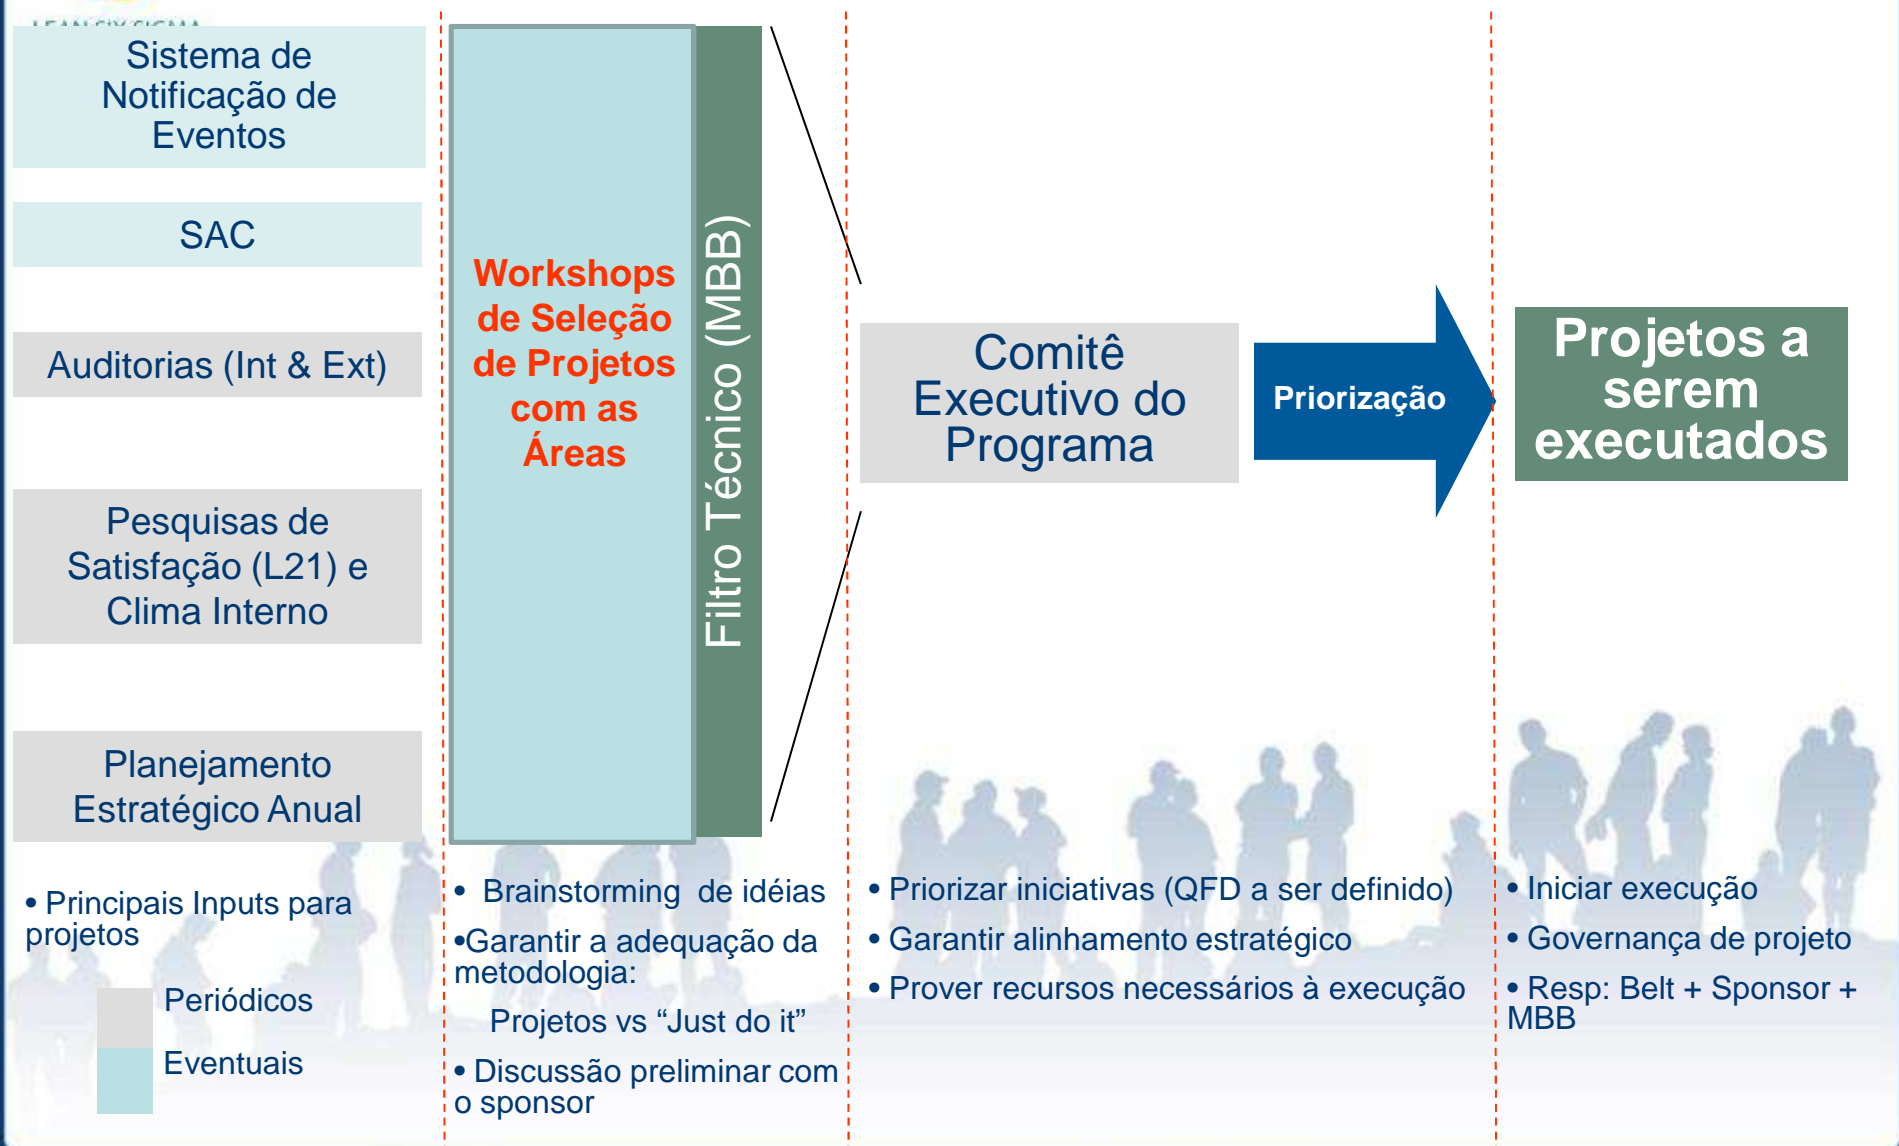 LEAN SIX SIGMA
Sistema de
Notificação de
Eventos
SAC
Auditorias (Int & Ext)
Pesquisas de
Satisfação (L21) e
Clima Interno
Planejamento
Estratégico Anual
• Principais Inputs para
projetos
Periódicos
Eventuais
Workshops
de Seleção
de Projetos
com as
Áreas
Filtro Técnico (MBB)
• Brainstorming de idéias
•Garantir a adequação da
metodologia:
Projetos vs “Just do it”
• Discussão preliminar com
o sponsor
Comitê
Executivo do
Programa
Priorização
• Priorizar iniciativas (QFD a ser definido)
• Garantir alinhamento estratégico
• Prover recursos necessários à execução
Projetos a
serem
executados
• Iniciar execução
• Governança de projeto
• Resp: Belt + Sponsor +
MBB